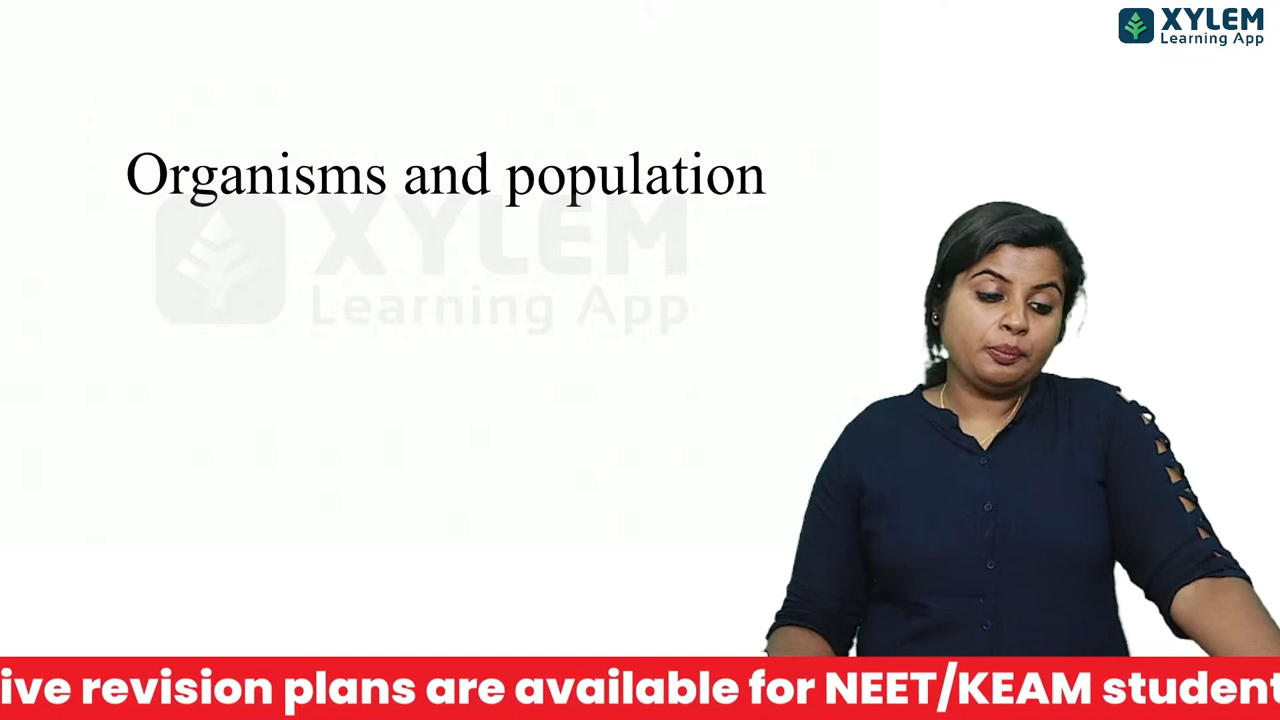 XYLEM
Learning App
Organisms and population
XYLEM
Learning App
ive revision plans are available for NEET/KEAM student